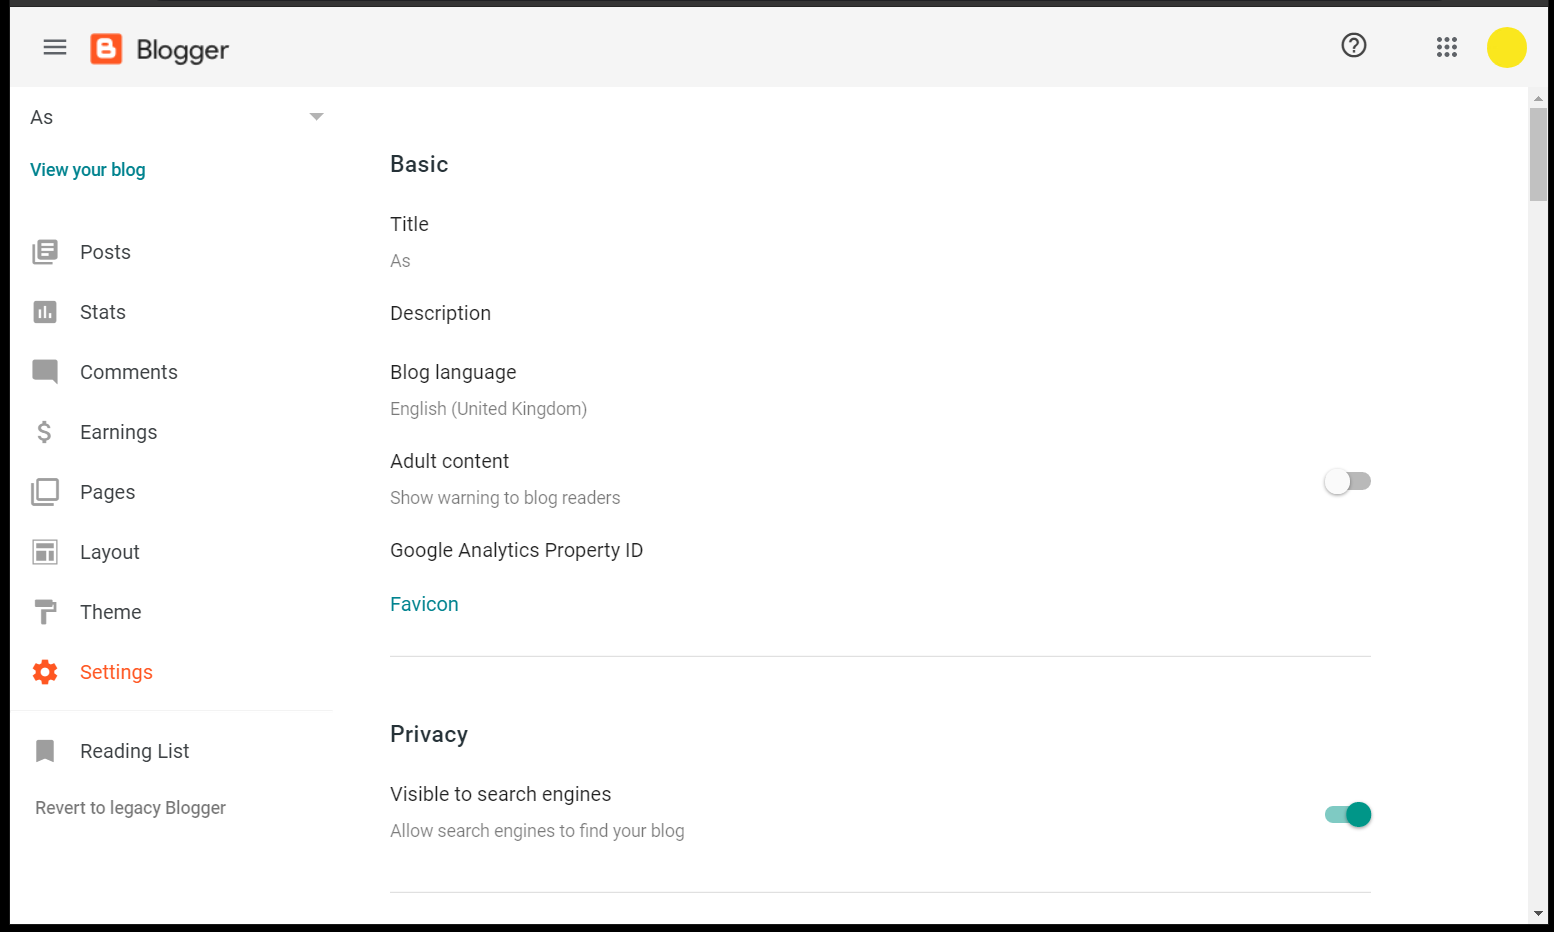 Blogger
As
View your blog
Posts
Stats
Comments
Earnings
Pages
Layout
Theme
Settings
Reading List
Revert to legacy Blogger
Basic
Title
As
Description
Blog language
English (United Kingdom)
Adult content
Show warning to blog readers
Google Analytics Property ID
Favicon
Privacy
Visible to search engines
Allow search engines to find your blog